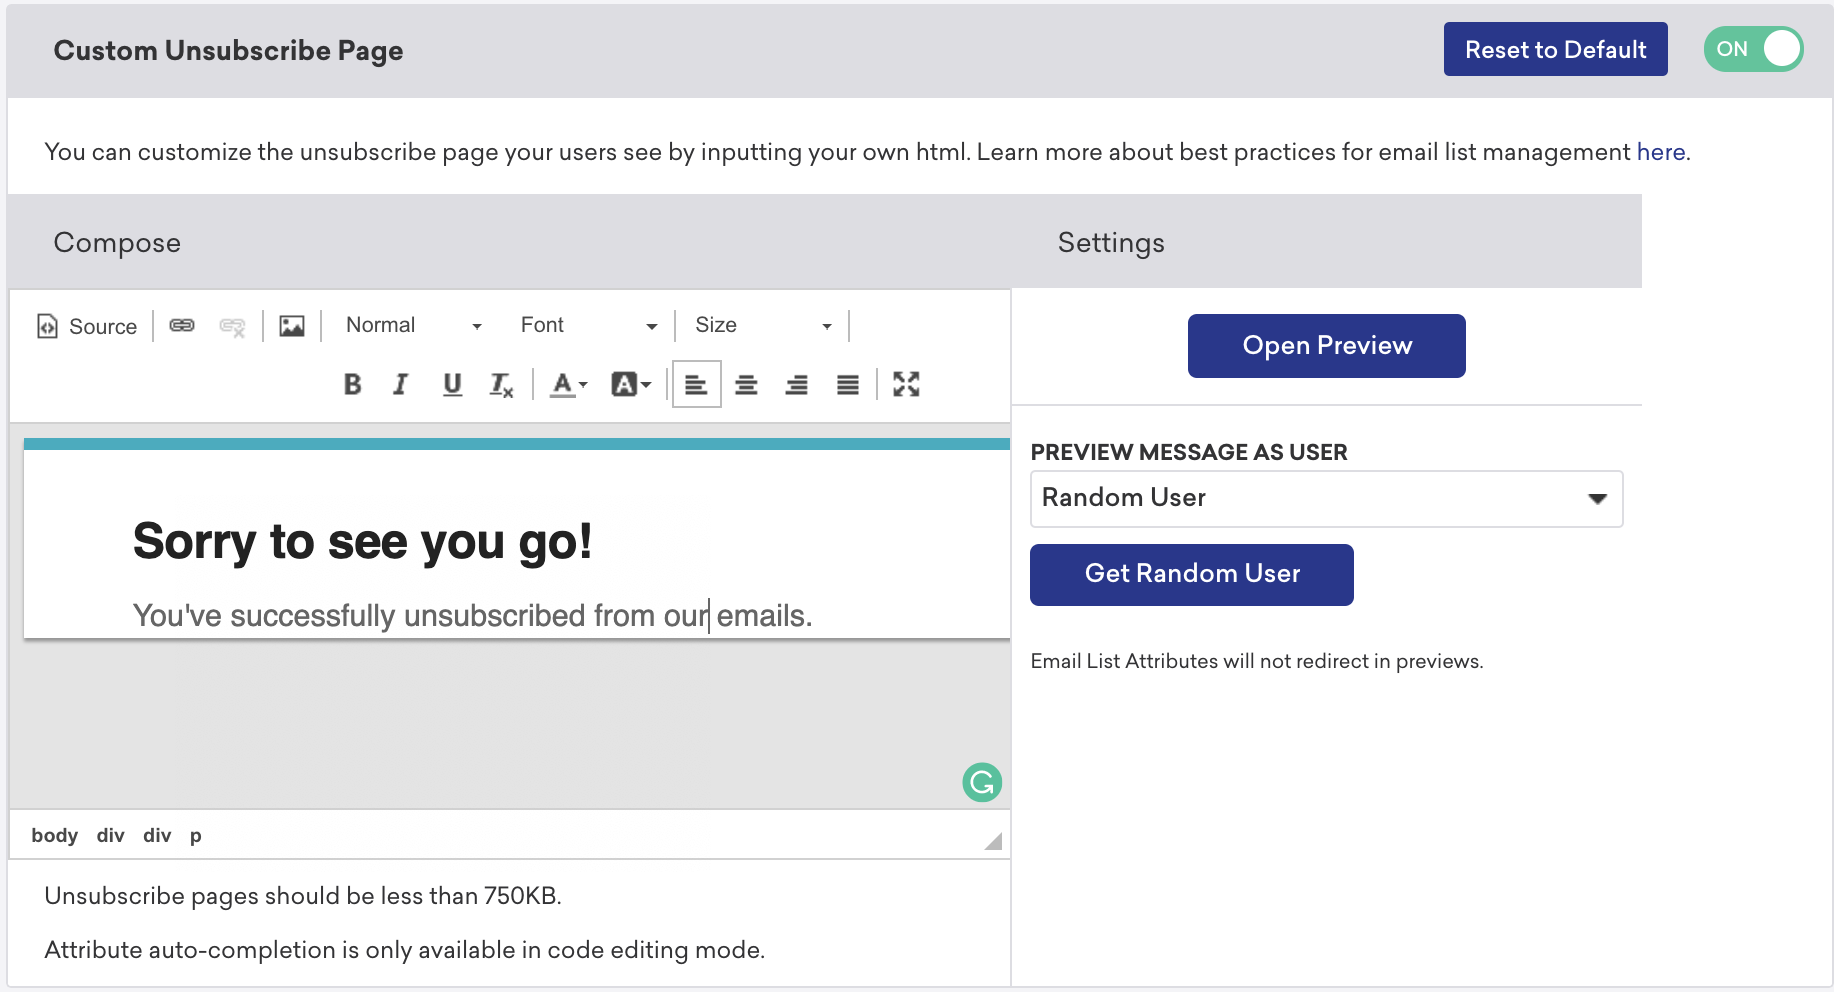 Custom Unsubscribe Page
Reset to Default
ON
You can customize the unsubscribe page your users see by inputting your own html. Learn more about best practices for email list management here.
Compose
Settings
Source
Normal
Font
Size
B I U Tx A A
Open Preview
PREVIEW MESSAGE AS USER
Random User
Get Random User
Email List Attributes will not redirect in previews.
Sorry to see you go!
You've successfully unsubscribed from our emails.
G
body div div p
Unsubscribe pages should be less than 750KB.
Attribute auto-completion is only available in code editing mode.